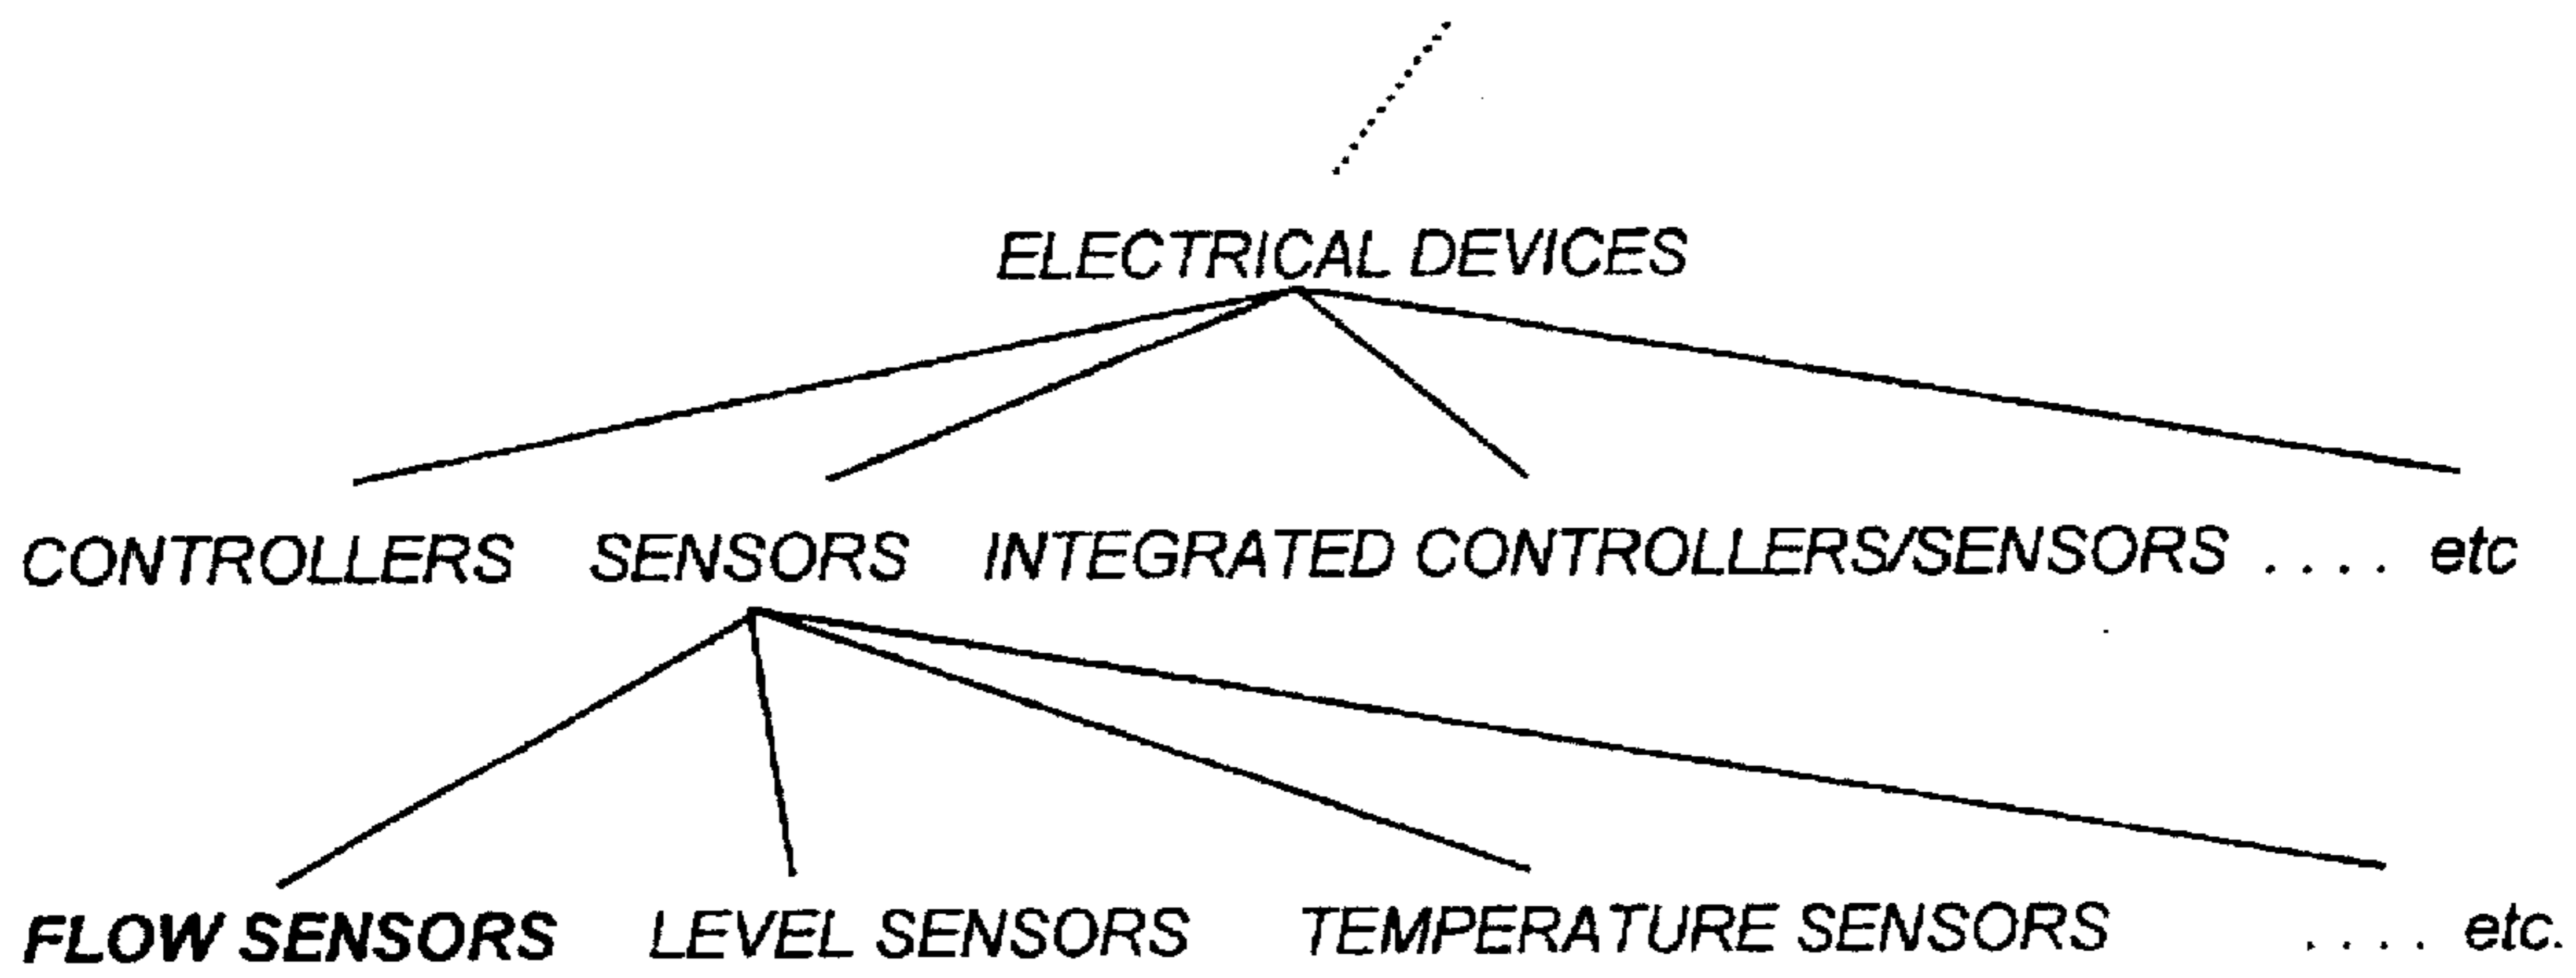 ELECTRICAL DEVICES
CONTROLLERS SENSORS INTEGRATED CONTROLLERS/SENSORS .... etc
FLOW SENSORS LEVEL SENSORS TEMPERATURE SENSORS .... etc.